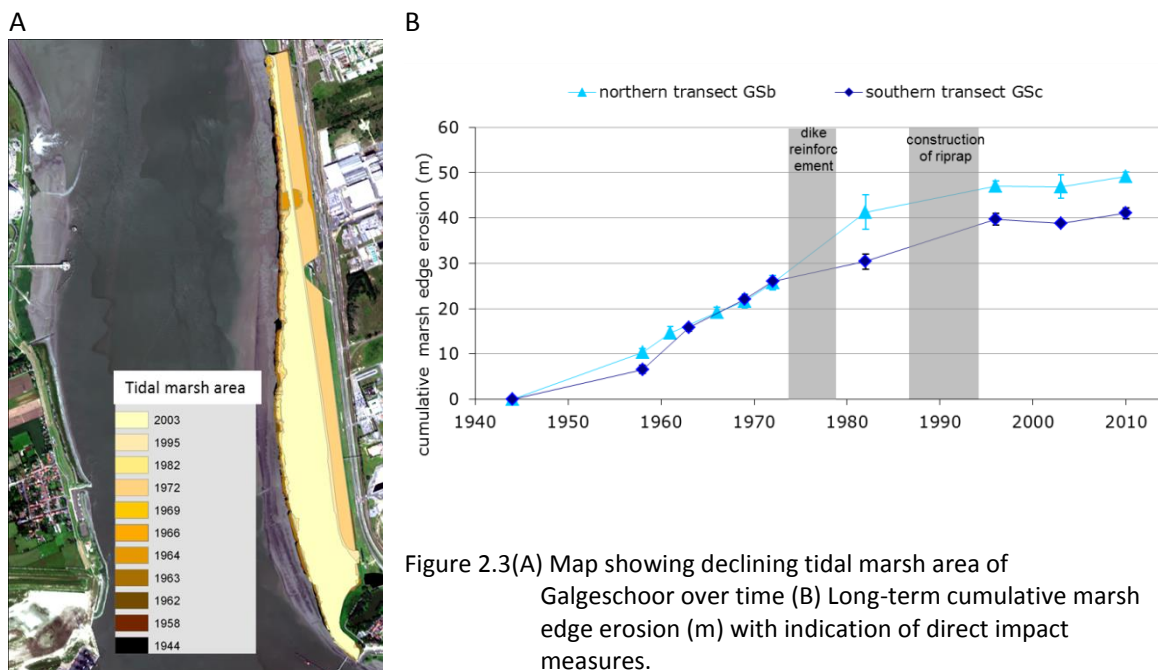 A
Tidal marsh area
2003
1995
1982
1972
1969
1966
1964
1963
1962
1958
1944
B
northern transect GSb
southern transect GSc
cumulative marsh edge erosion (m)
60
50
40
30
20
10
0
dike
reinforc
ement
construction
of riprap
1940
1950
1960
1970
1980
1990
2000
2010
Figure 2.3(A) Map showing declining tidal marsh area of
Galgeschoor over time (B) Long-term cumulative marsh
edge erosion (m) with indication of direct impact
measures.